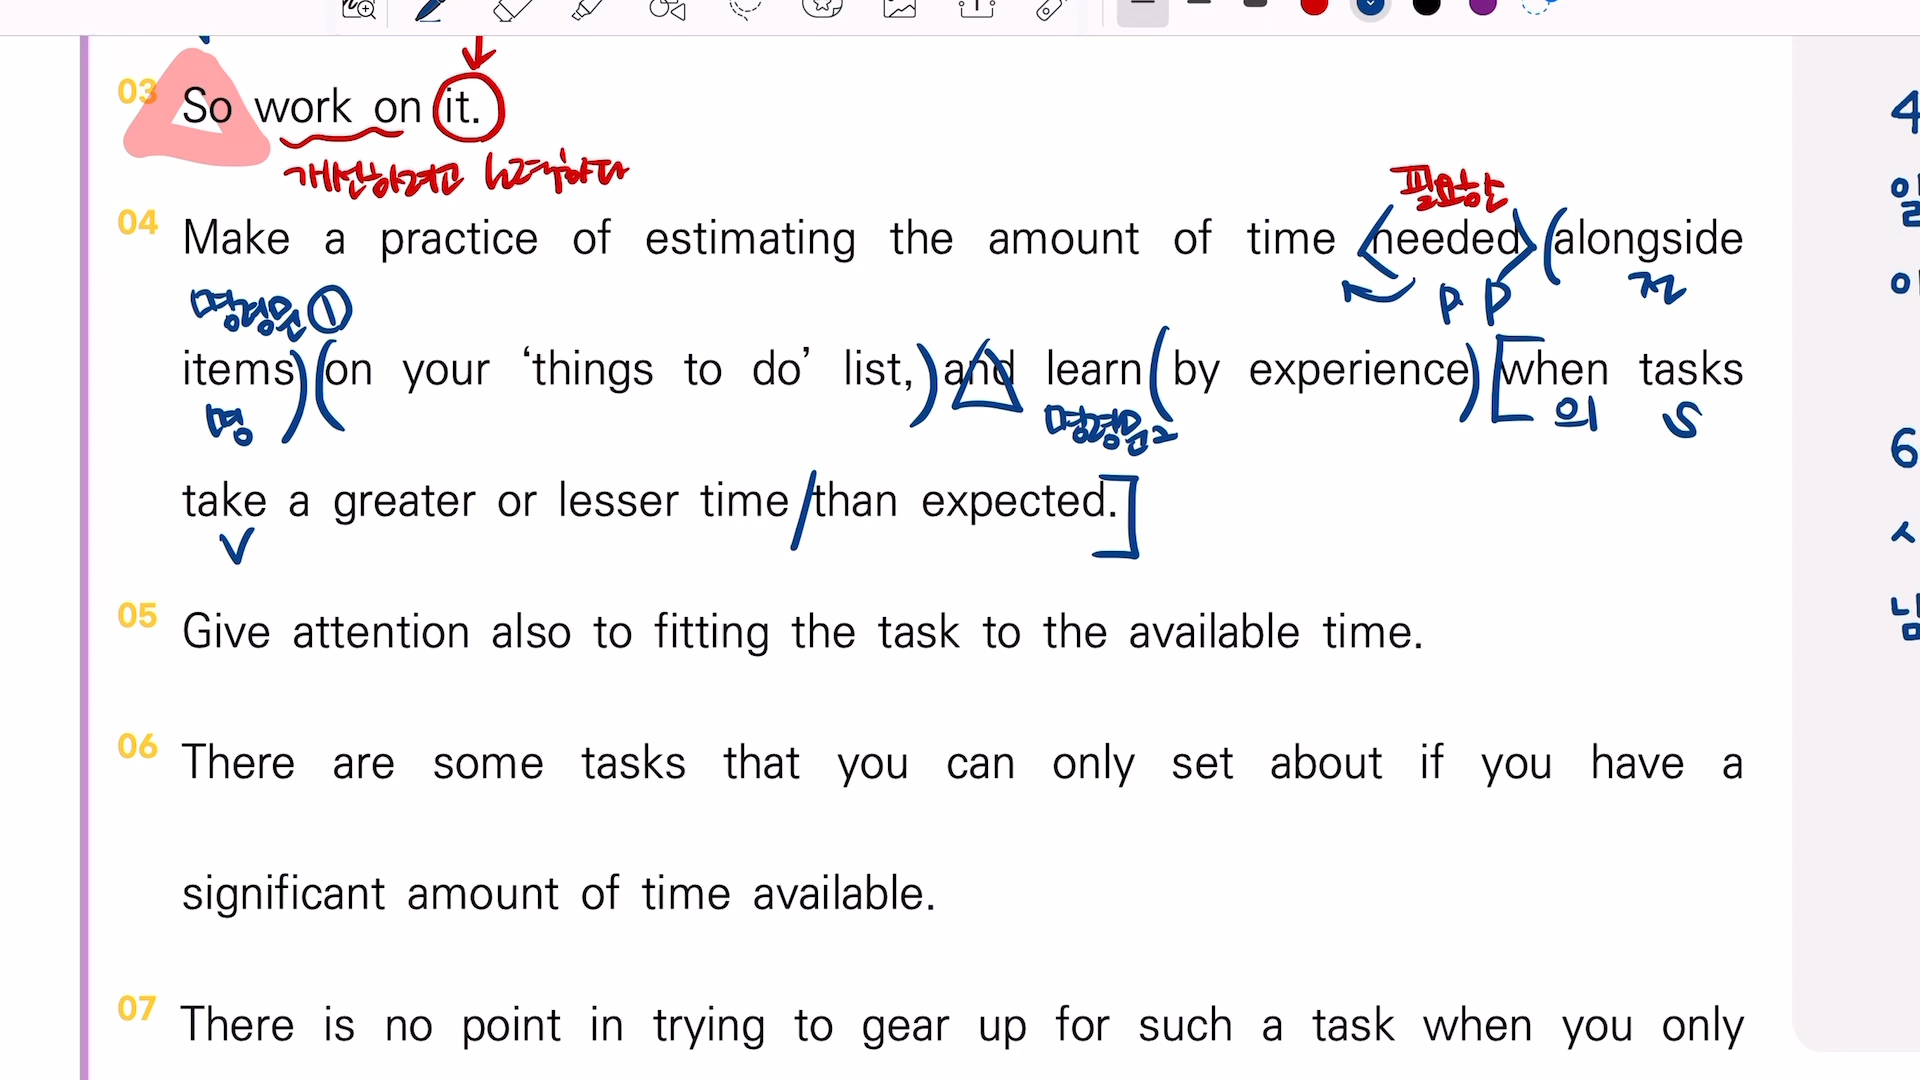 03 So work on it.
개선하려고 노력하다
필요한
04 Make a practice of estimating the amount of time needed alongside
명령문① P P 전
items on your ‘things to do’ list, and learn by experience when tasks
명 명령문2 의 S
take a greater or lesser time than expected.
V
05 Give attention also to fitting the task to the available time.
06 There are some tasks that you can only set about if you have a
significant amount of time available.
07 There is no point in trying to gear up for such a task when you only
4
일
6